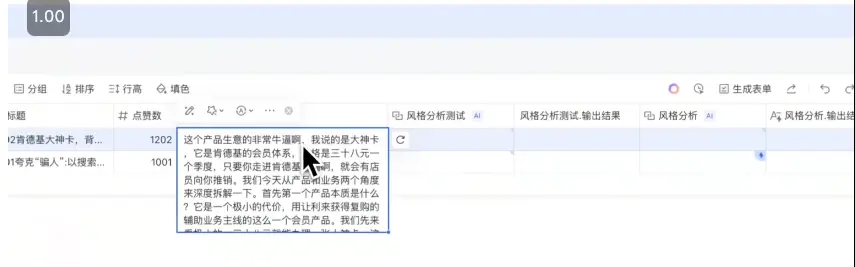 1.00
分组 排序 行高 填色 生成表单
标题 # 点赞数 风格分析测试 AI 风格分析测试.输出结果 风格分析 AI 风格分析.输出结
02肯德基大神卡，背... 1202
01夸克“骗人”:以搜索... 1001
这个产品生意的非常牛逼啊，我说的是大神卡
，它是肯德基的会员体系，格是三十八元一
个季度，只要你走进肯德基啊，就会有店
员向你推销。我们今天从产品和业务两个角度
来深度拆解一下。首先第一个产品本质是什么
？它是一个极小的代价，用让利来获得复购的
辅助业务主线的这么一个会员产品。我们先来